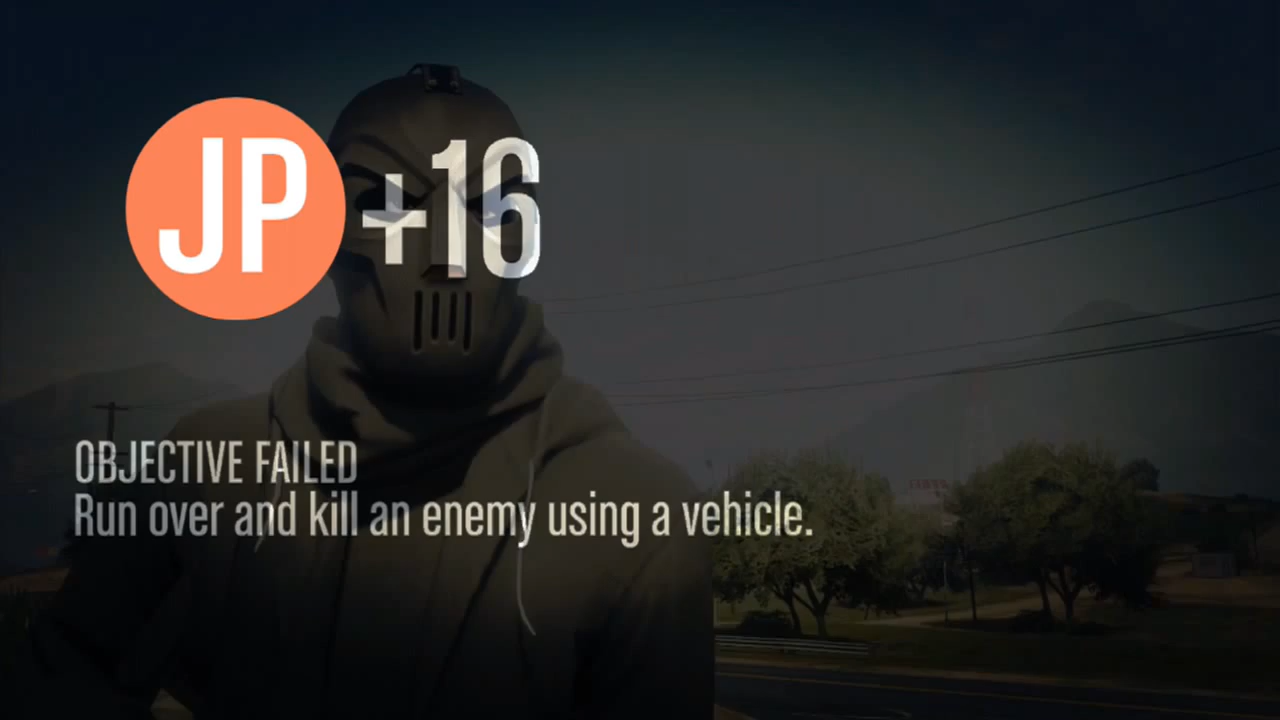 JP +16
OBJECTIVE FAILED
Run over and kill an enemy using a vehicle.